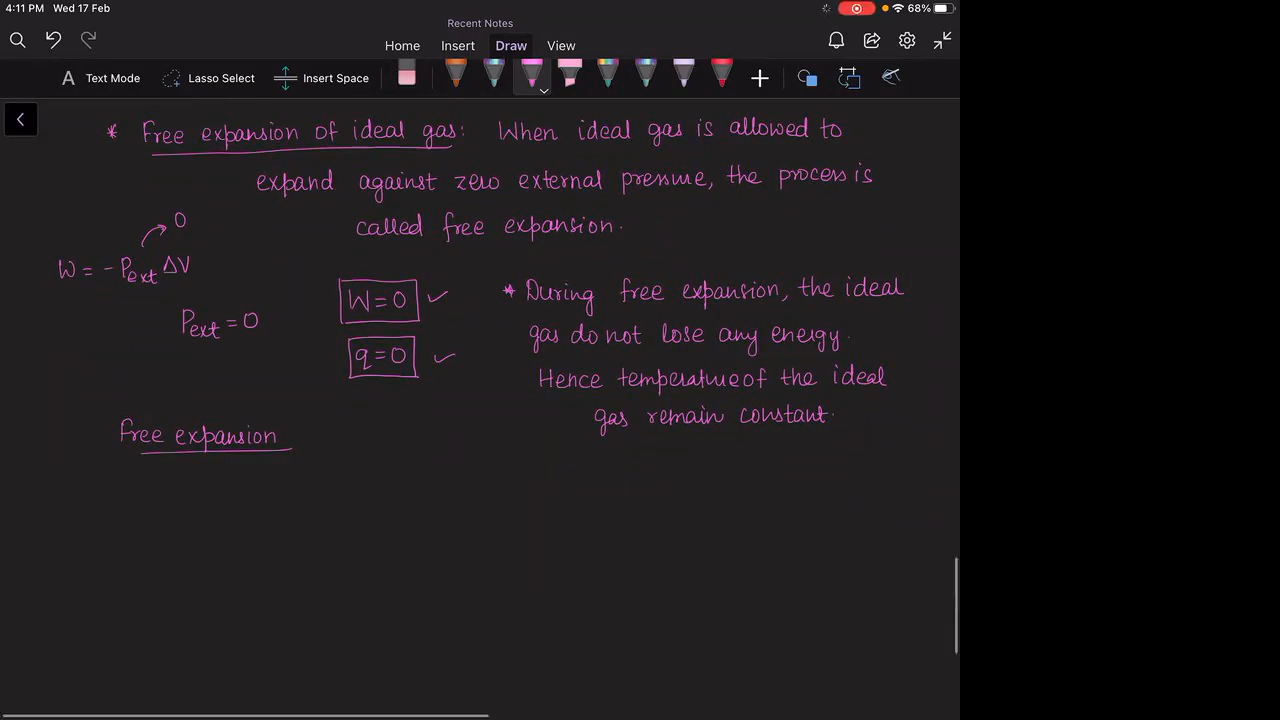 4:11 PM Wed 17 Feb
68%
Recent Notes
Home Insert Draw View
Text Mode Lasso Select Insert Space
* Free expansion of ideal gas: When ideal gas is allowed to
expand against zero external pressure, the process is
called free expansion.
0
W = - Pext ΔV
Pext = 0
W = 0 ✓
q = 0 ✓
* During free expansion, the ideal
gas do not lose any energy.
Hence temperature of the ideal
gas remain constant.
Free expansion